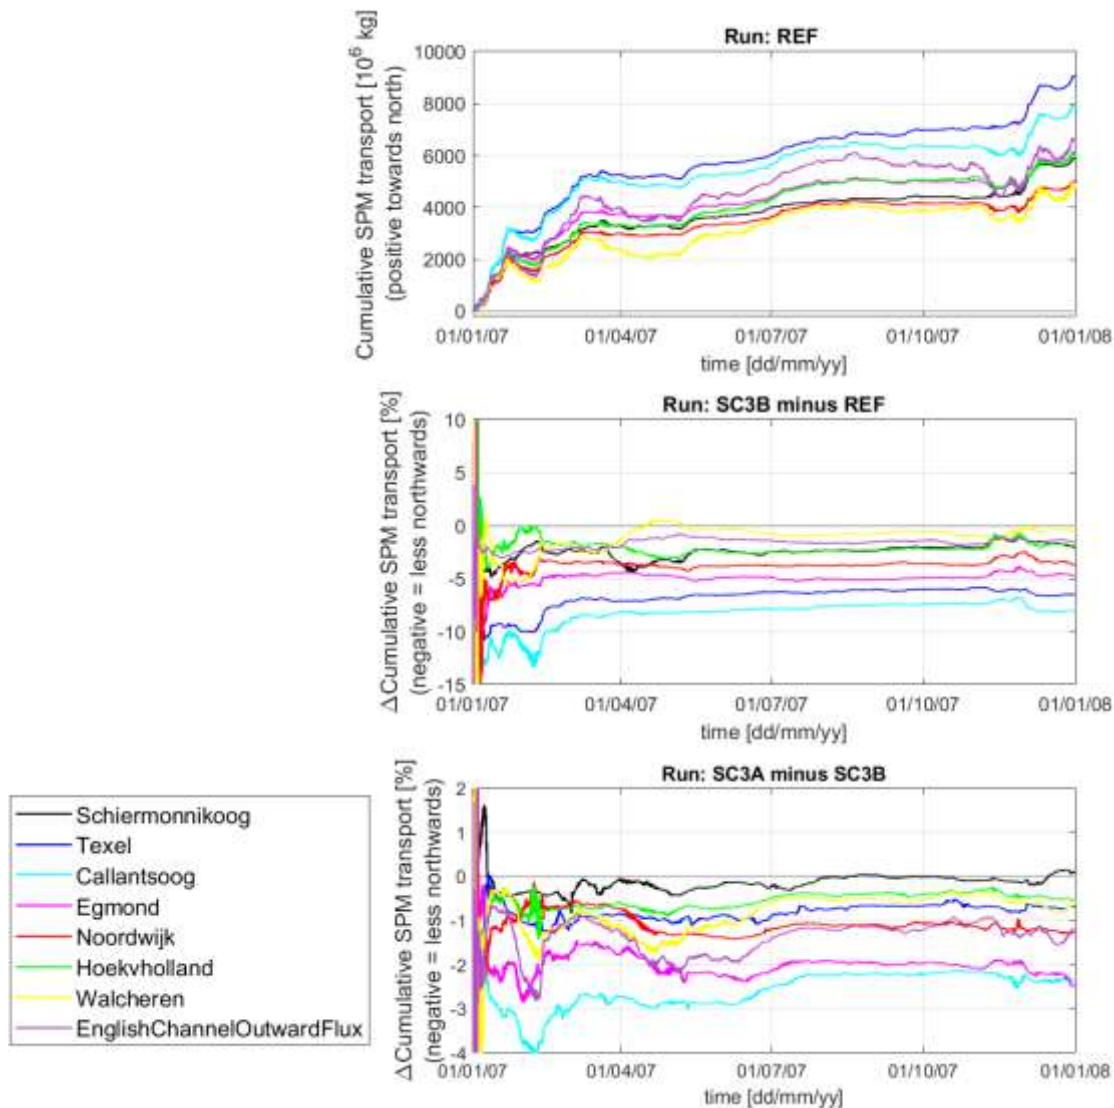 Run: REF
Cumulative SPM transport [10⁶ kg]
(positive towards north)
10000
8000
6000
4000
2000
0
01/01/07 01/04/07 01/07/07 01/10/07 01/01/08
time [dd/mm/yy]
Run: SC3B minus REF
ΔCumulative SPM transport [%]
(negative = less northwards)
10
5
0
-5
-10
-15
01/01/07 01/04/07 01/07/07 01/10/07 01/01/08
time [dd/mm/yy]
Run: SC3A minus SC3B
ΔCumulative SPM transport [%]
(negative = less northwards)
2
1
0
-1
-2
-3
-4
01/01/07 01/04/07 01/07/07 01/10/07 01/01/08
time [dd/mm/yy]
Schiermonnikoog
Texel
Callantsoog
Egmond
Noordwijk
Hoekvholland
Walcheren
EnglishChannelOutwardFlux